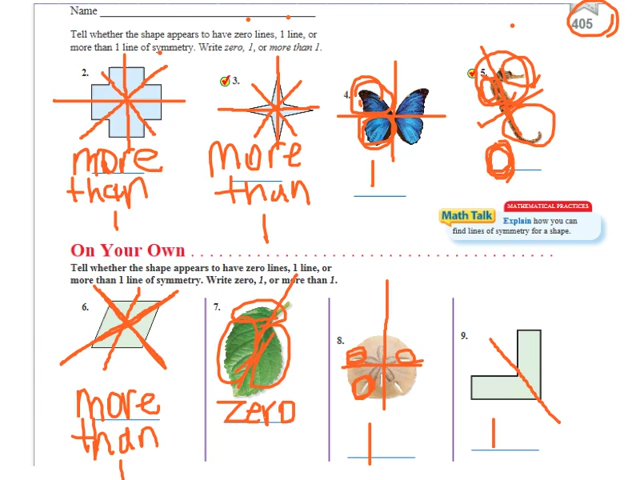 Name
405
Tell whether the shape appears to have zero lines, 1 line, or
more than 1 line of symmetry. Write zero, 1, or more than 1.
2.
3.
4.
5.
more
than
1
more
than
1
1
0
Math Talk
MATHEMATICAL PRACTICES
Explain how you can
find lines of symmetry for a shape.
On Your Own
Tell whether the shape appears to have zero lines, 1 line, or
more than 1 line of symmetry. Write zero, 1, or more than 1.
6.
7.
8.
9.
more
than
1
zero
1
1